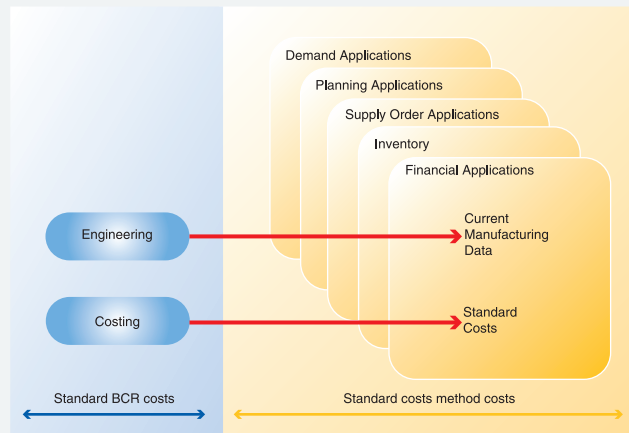 Demand Applications
Planning Applications
Supply Order Applications
Inventory
Financial Applications
Engineering
Current
Manufacturing
Data
Costing
Standard
Costs
Standard BCR costs
Standard costs method costs